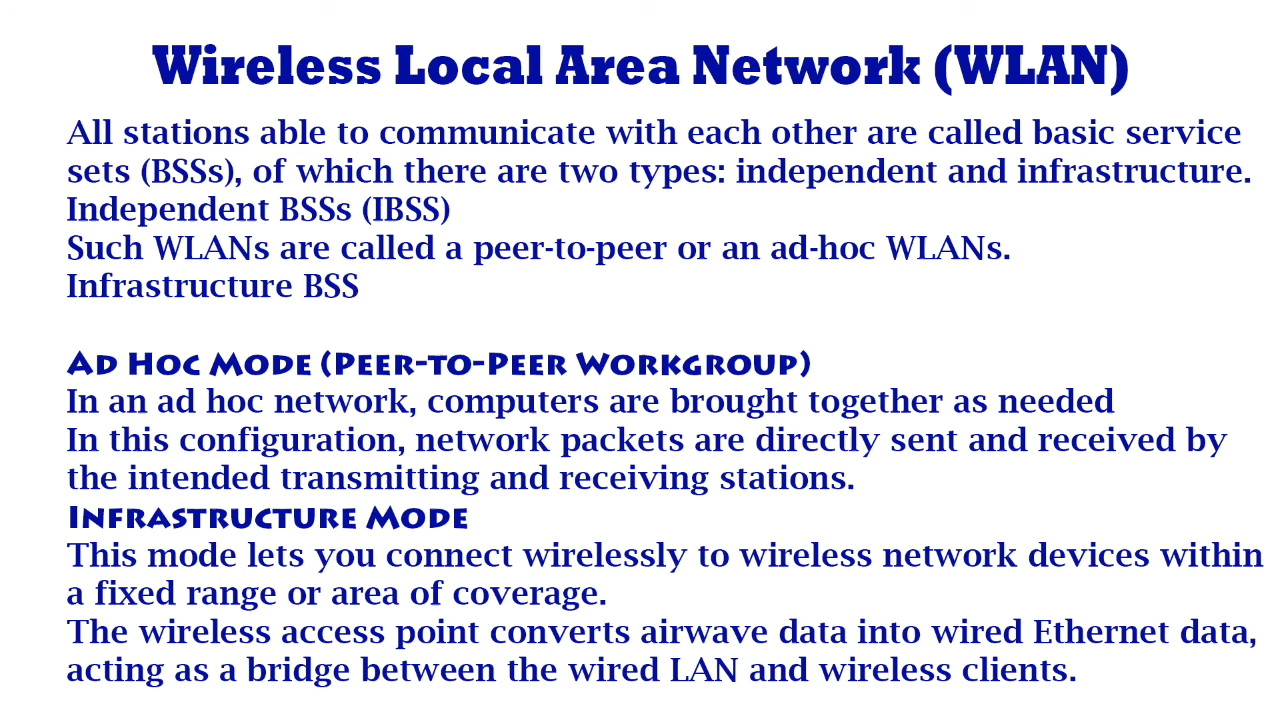 Wireless Local Area Network (WLAN)
All stations able to communicate with each other are called basic service
sets (BSSs), of which there are two types: independent and infrastructure.
Independent BSSs (IBSS)
Such WLANs are called a peer-to-peer or an ad-hoc WLANs.
Infrastructure BSS
Ad Hoc Mode (Peer-to-Peer Workgroup)
In an ad hoc network, computers are brought together as needed
In this configuration, network packets are directly sent and received by
the intended transmitting and receiving stations.
Infrastructure Mode
This mode lets you connect wirelessly to wireless network devices within
a fixed range or area of coverage.
The wireless access point converts airwave data into wired Ethernet data,
acting as a bridge between the wired LAN and wireless clients.